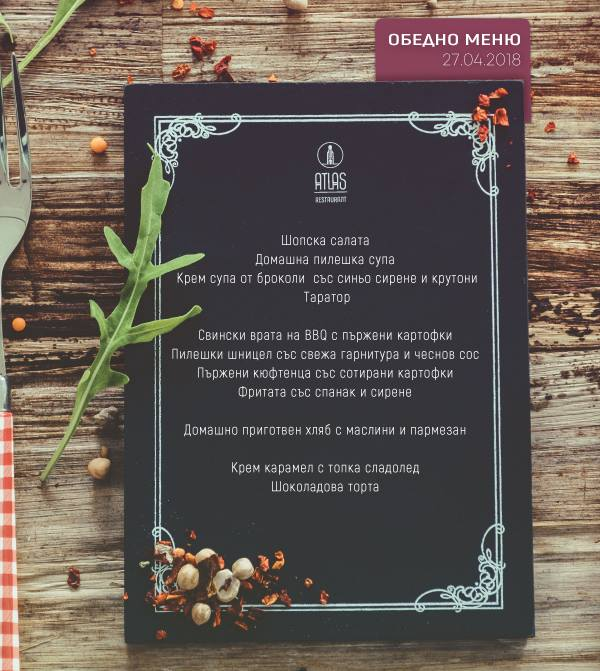 ОБЕДНО МЕНЮ
27.04.2018
ATLAS
RESTAURANT
Шопска салата
Домашна пилешка супа
Крем супа от броколи със синьо сирене и крутони
Таратор
Свински врата на BBQ с пържени картофки
Пилешки шницел със свежа гарнитура и чеснов сос
Пържени кюфтенца със сотирани картофки
Фритата със спанак и сирене
Домашно приготвен хляб с маслини и пармезан
Крем карамел с топка сладолед
Шоколадова торта